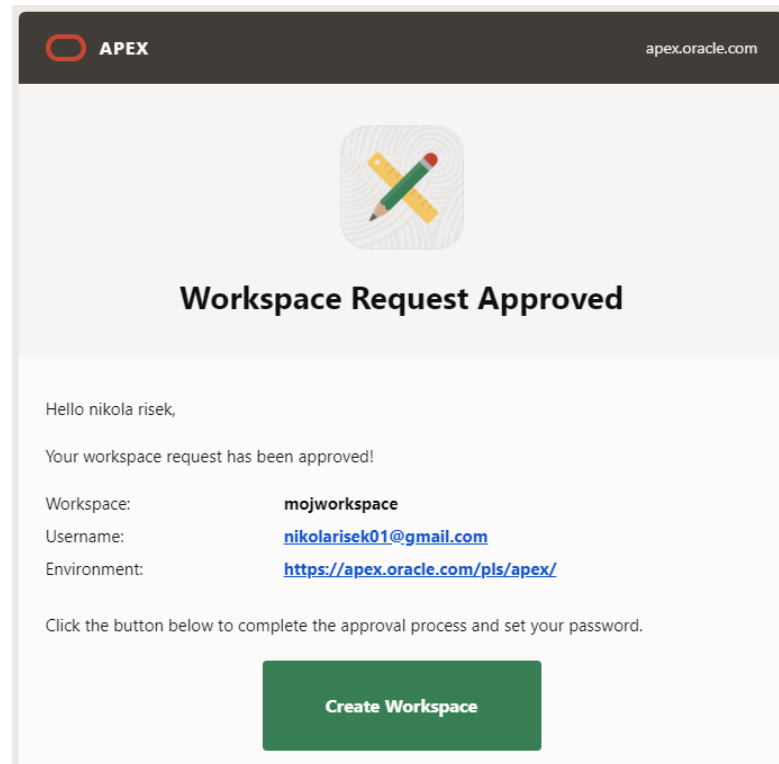 APEX apex.oracle.com
Workspace Request Approved
Hello nikola risek,
Your workspace request has been approved!
Workspace: mojworkspace
Username: nikolarisek01@gmail.com
Environment: https://apex.oracle.com/pls/apex/
Click the button below to complete the approval process and set your password.
Create Workspace